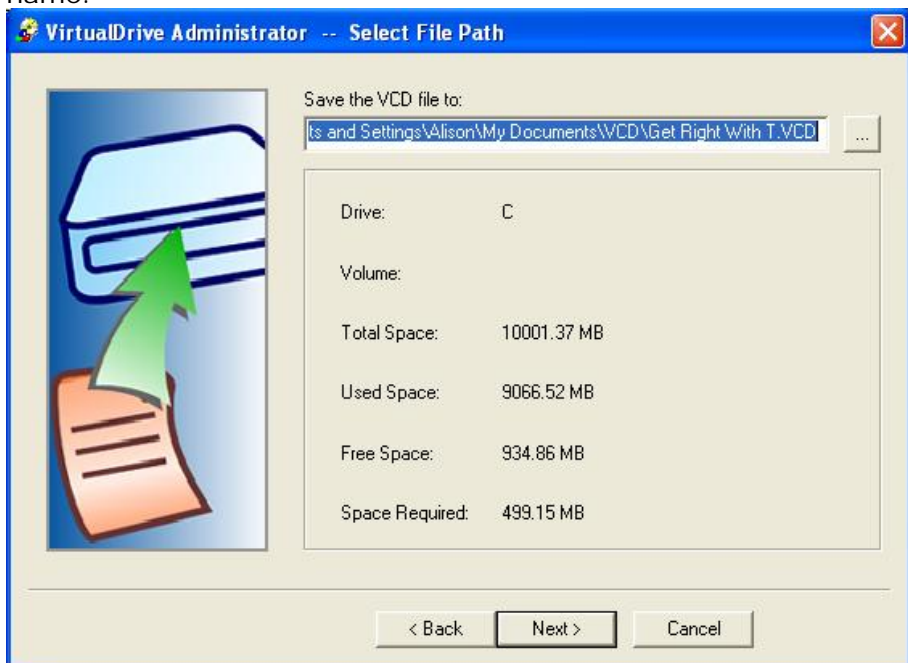 name.
VirtualDrive Administrator -- Select File Path
Save the VCD file to:
ts and Settings\Alison\My Documents\VCD\Get Right With T.VCD
...
Drive: C
Volume:
Total Space: 10001.37 MB
Used Space: 9066.52 MB
Free Space: 934.86 MB
Space Required: 499.15 MB
< Back Next > Cancel